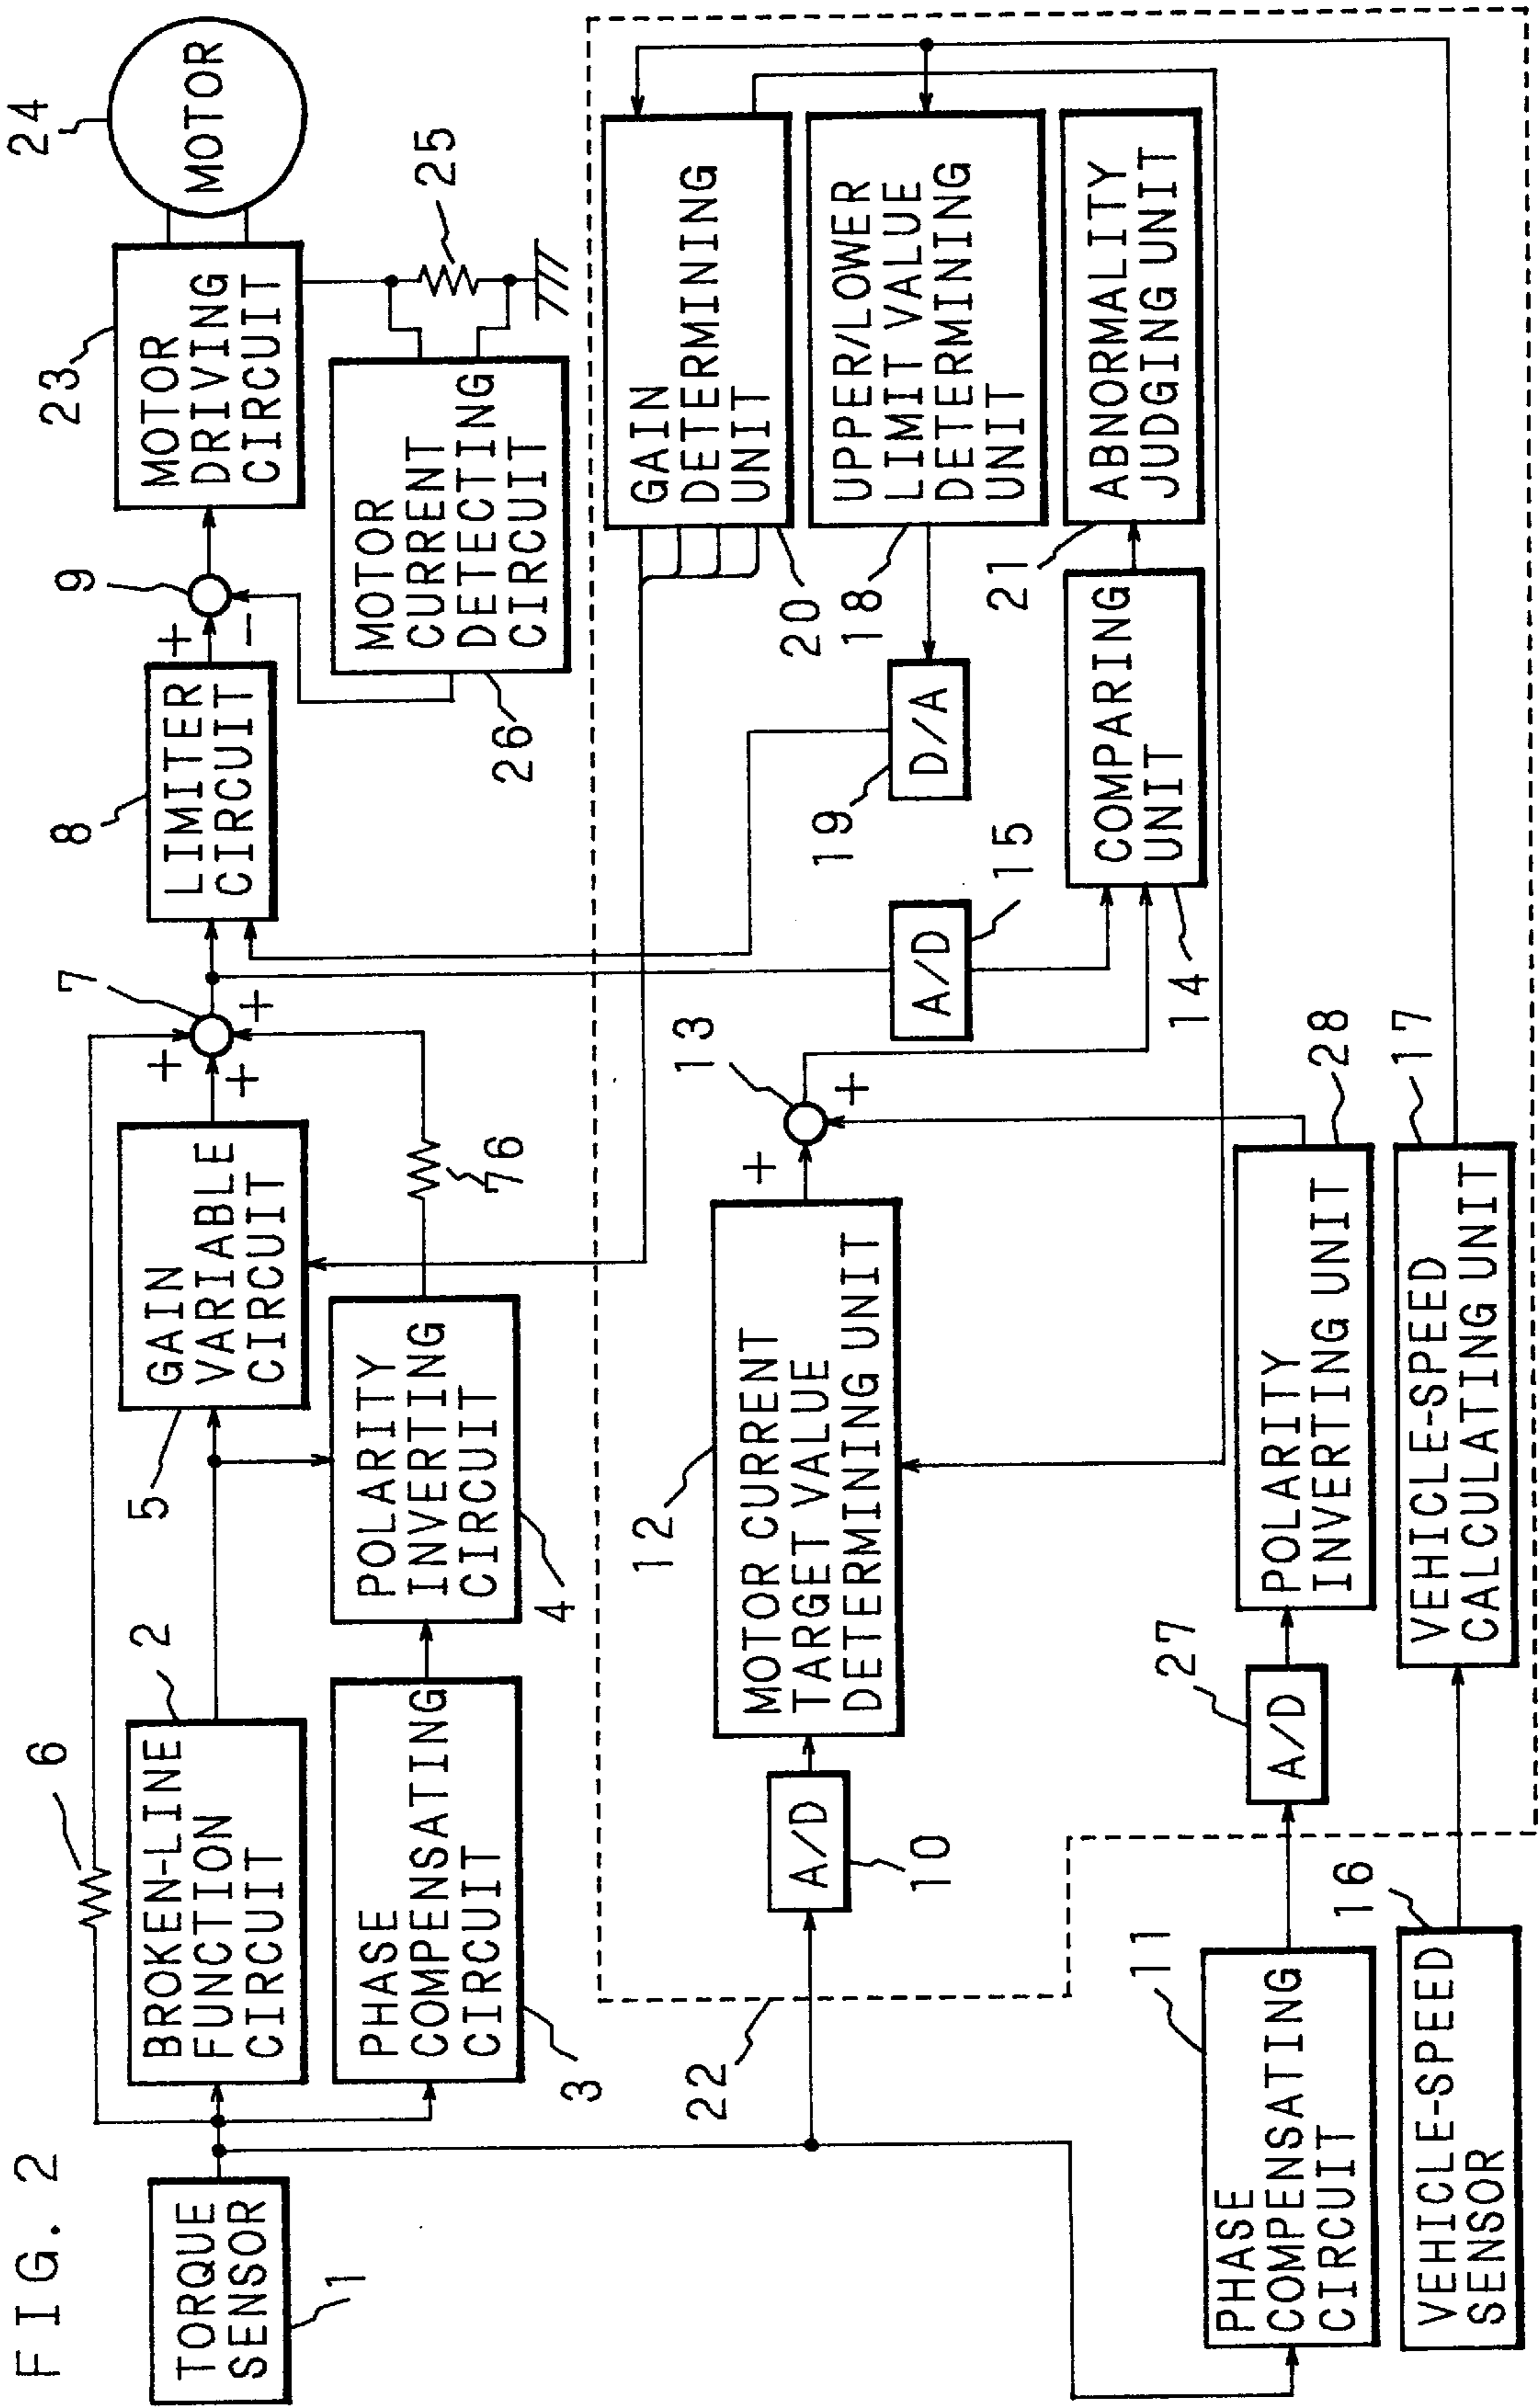 FIG. 2
TORQUE
SENSOR
1
6
BROKEN-LINE
FUNCTION
CIRCUIT
2
PHASE
COMPENSATING
CIRCUIT
3
POLARITY
INVERTING
CIRCUIT
4
GAIN
VARIABLE
CIRCUIT
5
76
7
+
+
+
LIMITER
CIRCUIT
8
9
+
−
MOTOR
DRIVING
CIRCUIT
23
MOTOR
24
25
MOTOR
CURRENT
DETECTING
CIRCUIT
26
22
A/D
10
MOTOR CURRENT
TARGET VALUE
DETERMINING UNIT
12
13
+
+
A/D
15
D/A
19
GAIN
DETERMINING
UNIT
20
UPPER/LOWER
LIMIT VALUE
DETERMINING
UNIT
18
COMPARING
UNIT
14
ABNORMALITY
JUDGING UNIT
21
PHASE
COMPENSATING
CIRCUIT
11
A/D
27
POLARITY
INVERTING UNIT
28
VEHICLE-SPEED
SENSOR
16
VEHICLE-SPEED
CALCULATING UNIT
17